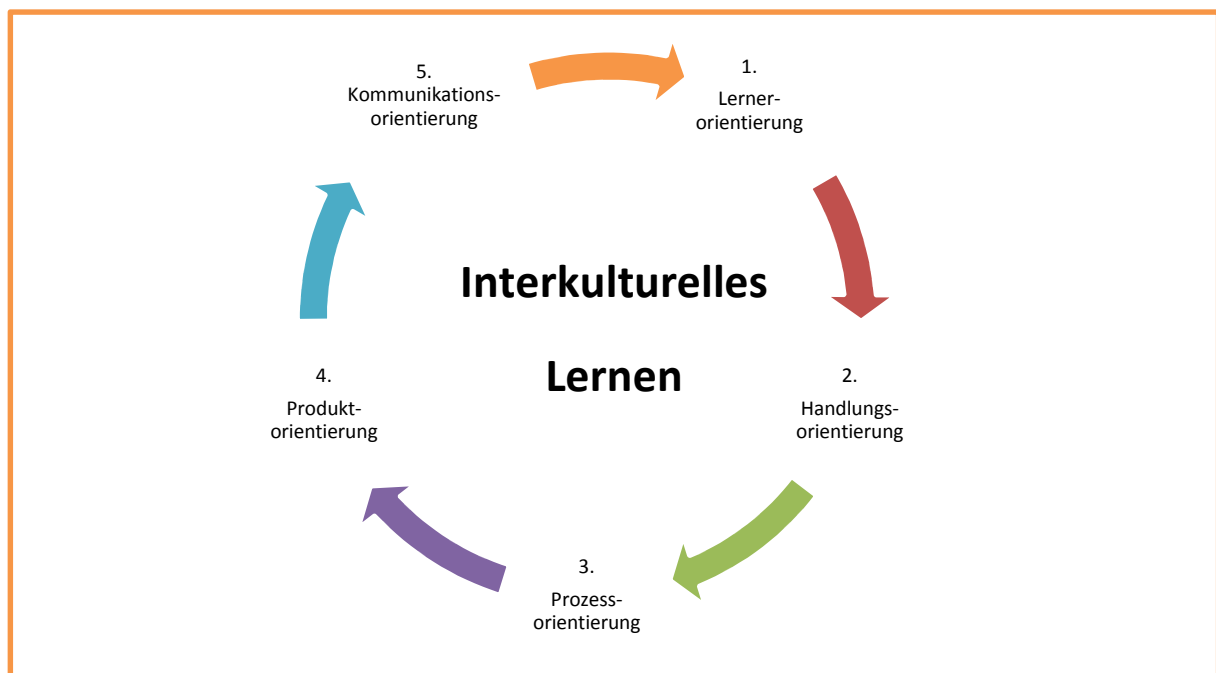 5.
Kommunikations-
orientierung
1.
Lerner-
orientierung
Interkulturelles
Lernen
4.
Produkt-
orientierung
2.
Handlungs-
orientierung
3.
Prozess-
orientierung